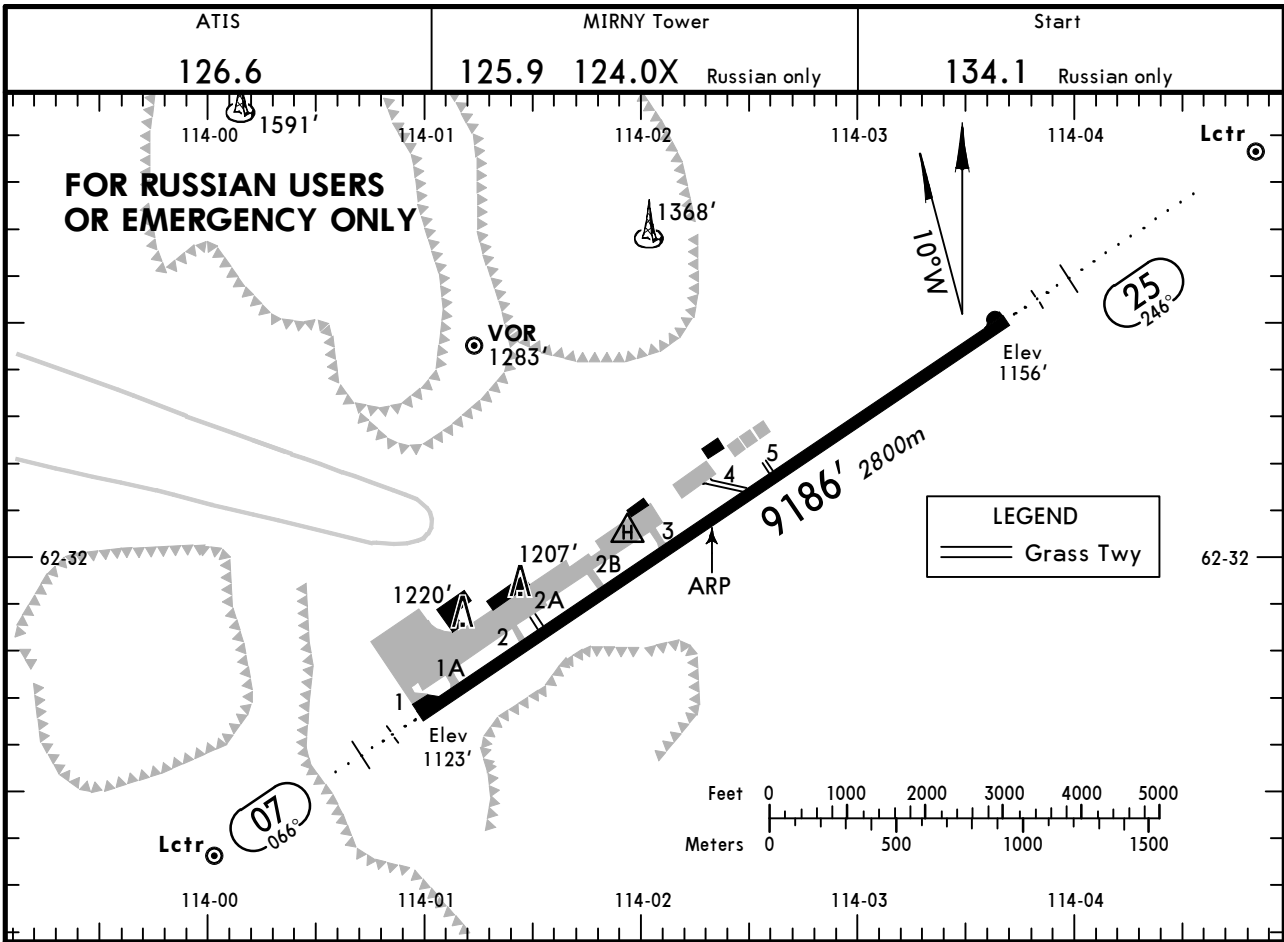 ATIS
MIRNY Tower
Start
126.6
125.9 124.0X Russian only
134.1 Russian only
114-00
114-01
114-02
114-03
114-04
Lctr
1591'
FOR RUSSIAN USERS
OR EMERGENCY ONLY
1368'
10°W
25
246°
VOR
1283'
Elev
1156'
5
4
9186' 2800m
LEGEND
Grass Twy
H
3
62-32
62-32
1207'
2B
ARP
1220'
2A
2
1A
1
Elev
1123'
07
066°
Lctr
Feet 0 1000 2000 3000 4000 5000
Meters 0 500 1000 1500
114-00
114-01
114-02
114-03
114-04